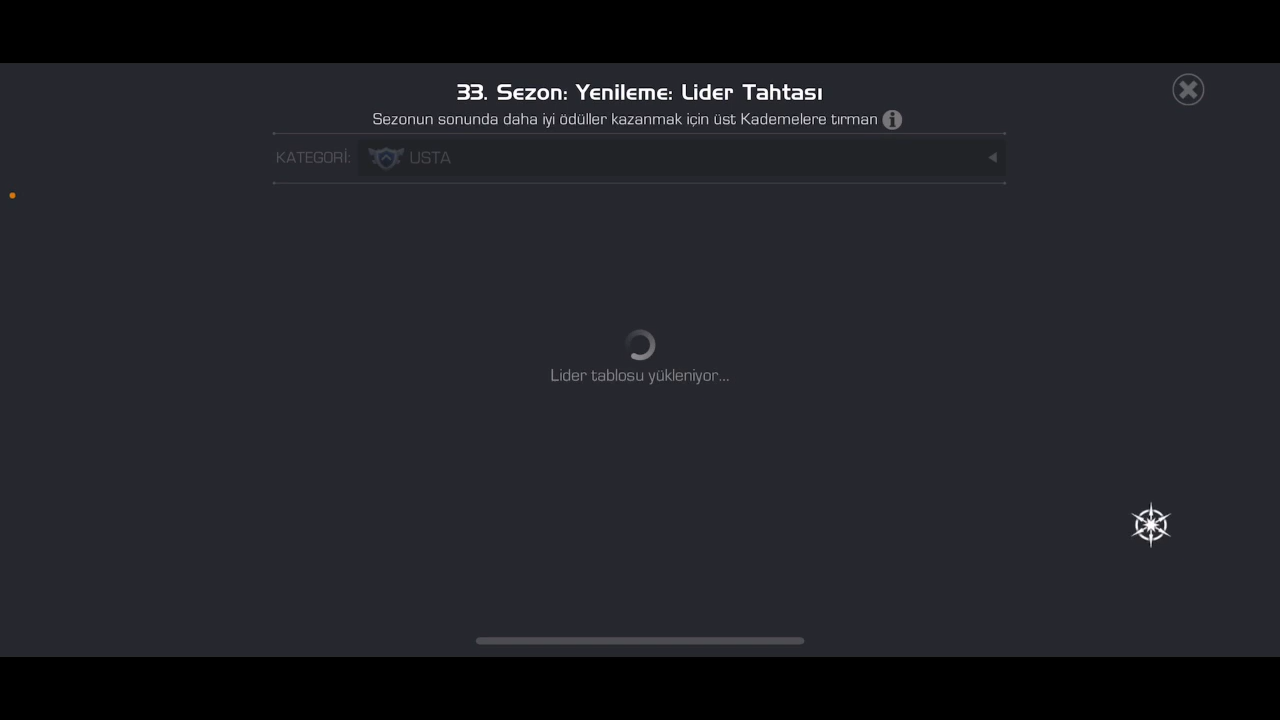 33. Sezon: Yenileme: Lider Tahtası
Sezonun sonunda daha iyi ödüller kazanmak için üst Kademelere tırman
KATEGORİ: USTA
Lider tablosu yükleniyor...